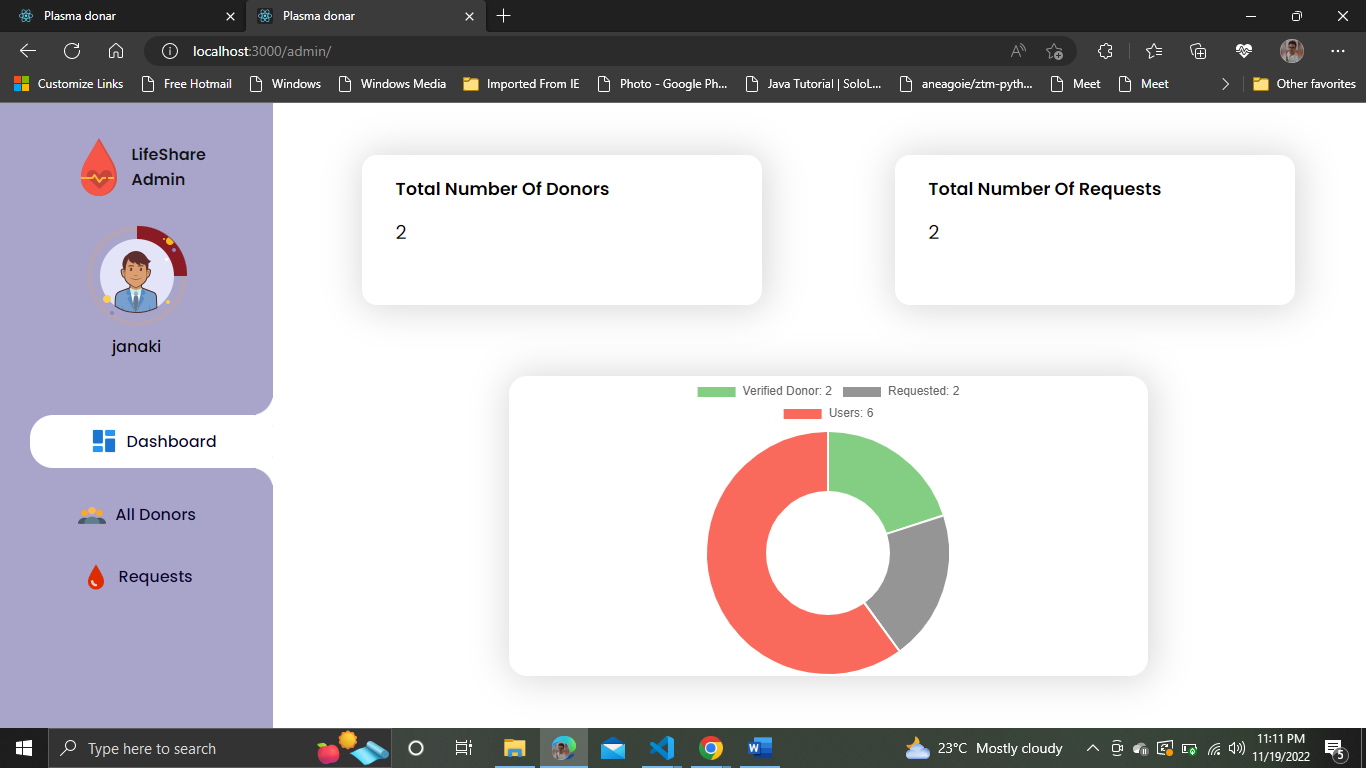 Plasma donar
Plasma donar
localhost:3000/admin/
Customize Links
Free Hotmail
Windows
Windows Media
Imported From IE
Photo - Google Ph...
Java Tutorial | SoloL...
aneagoie/ztm-pyth...
Meet
Meet
Other favorites
LifeShare
Admin
janaki
Dashboard
All Donors
Requests
Total Number Of Donors
2
Total Number Of Requests
2
Verified Donor: 2
Requested: 2
Users: 6
Type here to search
23°C Mostly cloudy
11:11 PM
11/19/2022
5